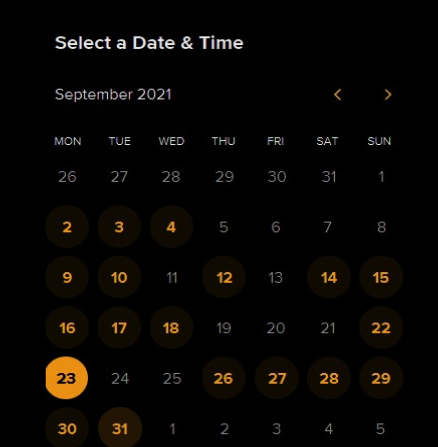 Select a Date & Time
September 2021
MON TUE WED THU FRI SAT SUN
26 27 28 29 30 31 1
2 3 4 5 6 7 8
9 10 11 12 13 14 15
16 17 18 19 20 21 22
23 24 25 26 27 28 29
30 31 1 2 3 4 5